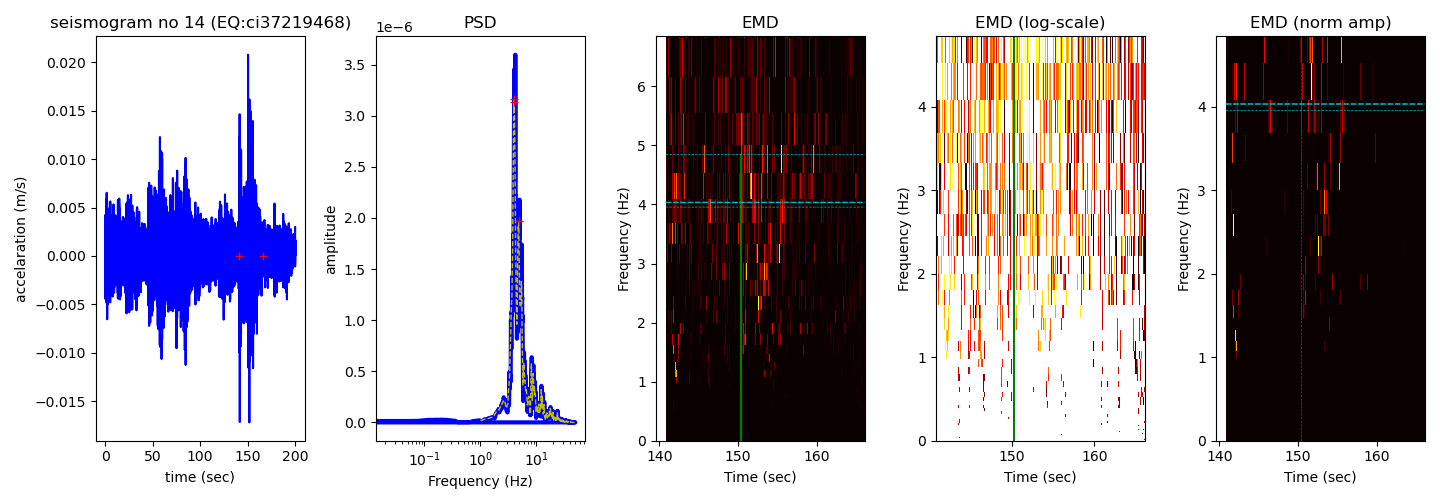 seismogram no 14 (EQ:ci37219468)
PSD
EMD
EMD (log-scale)
EMD (norm amp)
1e−6
accelaration (m/s)
0.020
0.015
0.010
0.005
0.000
−0.005
−0.010
−0.015
0 50 100 150 200
time (sec)
amplitude
3.5
3.0
2.5
2.0
1.5
1.0
0.5
0.0
10⁻¹ 10⁰ 10¹
Frequency (Hz)
Frequency (Hz)
6
5
4
3
2
1
0
140 150 160
Time (sec)
Frequency (Hz)
4
3
2
1
0
150 160
Time (sec)
Frequency (Hz)
4
3
2
1
0
140 150 160
Time (sec)